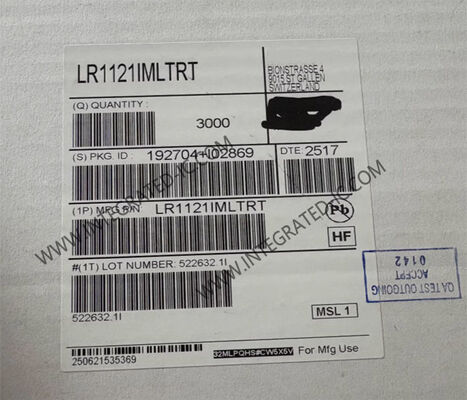 LR1121IMLTRT
BIONSTRASSE 4
9015 ST GALLEN
SWITZERLAND
(Q) QUANTITY :
3000
(S) PKG. ID : 192704+L02869
DTE: 2517
(1P) MFG P/N LR1121IMLTRT
Pb
HF
#(1T) LOT NUMBER: 522632.1I
522632.1I
MSL 1
250621535369
32MLPQHS#CW5X5V
For Mfg Use
QA TEST OUTGOING
ACCEPT
0142
WWW.INTEGRATED-IC.COM
WWW.INTEGRATED-IC.COM